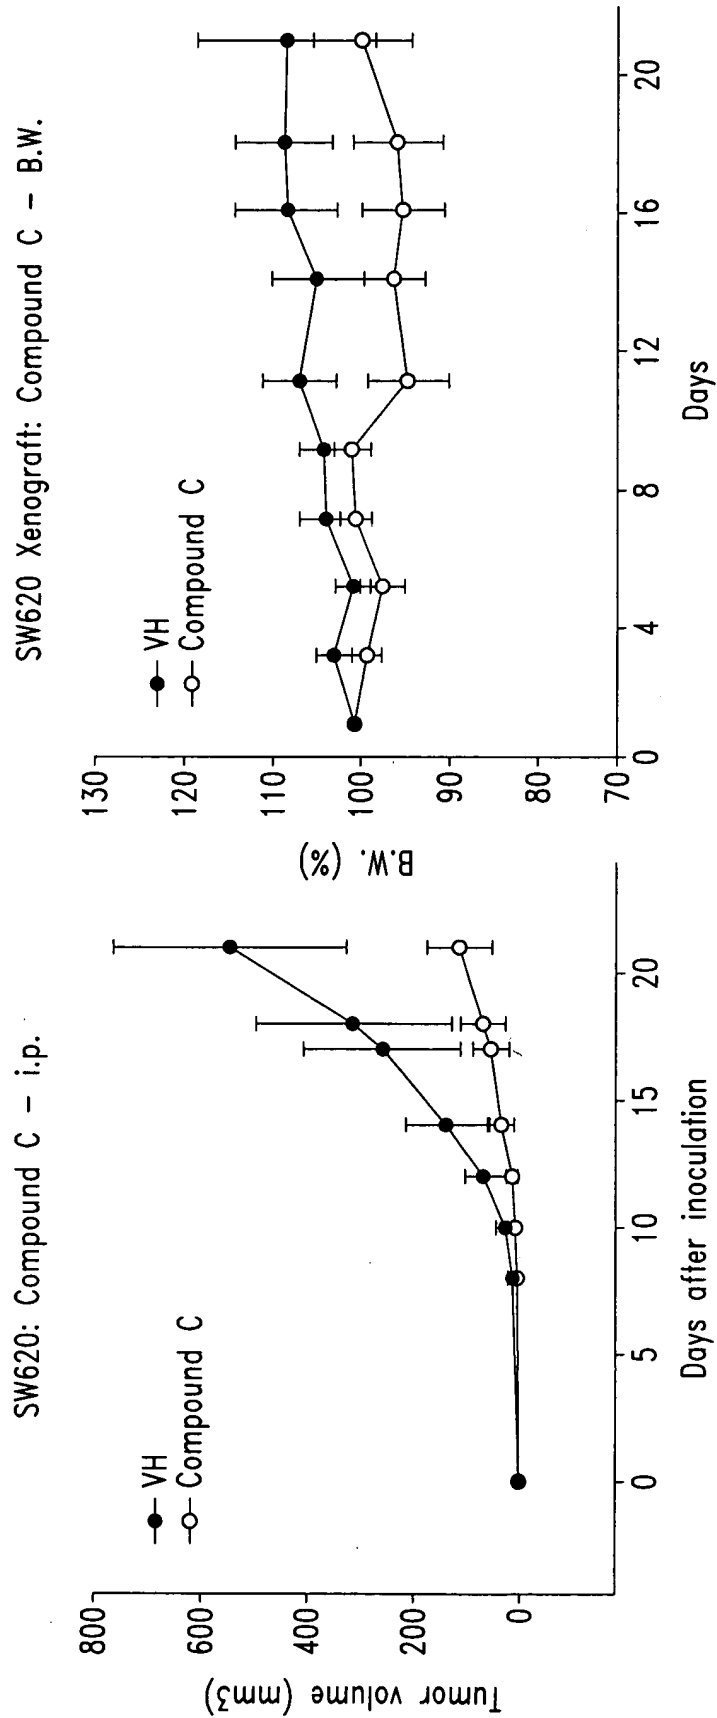 SW620: Compound C – i.p.
VH
Compound C
800
600
400
200
0
Tumor volume (mm3)
0
5
10
15
20
Days after inoculation
SW620 Xenograft: Compound C – B.W.
VH
Compound C
130
120
110
100
90
80
70
B.W. (%)
0
4
8
12
16
20
Days